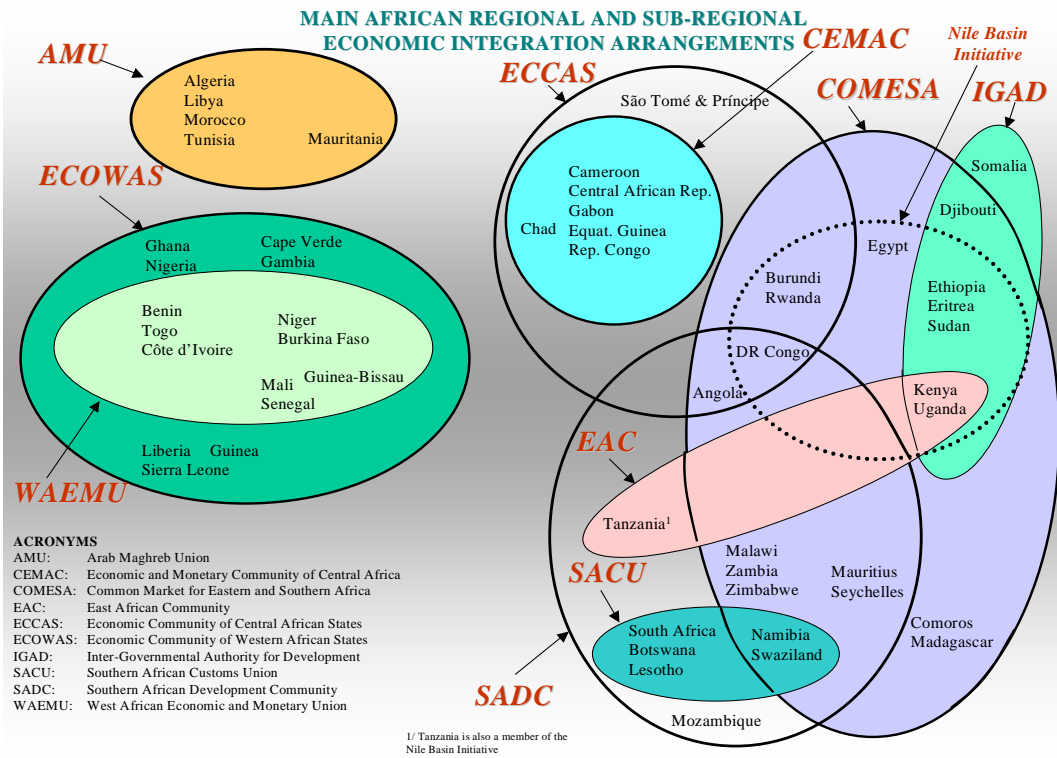 MAIN AFRICAN REGIONAL AND SUB-REGIONAL
ECONOMIC INTEGRATION ARRANGEMENTS
AMU
Algeria
Libya
Morocco
Tunisia
Mauritania
ECOWAS
Ghana
Nigeria
Cape Verde
Gambia
Benin
Togo
Côte d’Ivoire
Niger
Burkina Faso
Mali
Senegal
Guinea-Bissau
Liberia
Guinea
Sierra Leone
WAEMU
ECCAS
CEMAC
São Tomé & Príncipe
Cameroon
Central African Rep.
Gabon
Equat. Guinea
Rep. Congo
Chad
COMESA
Nile Basin
Initiative
IGAD
Somalia
Djibouti
Egypt
Burundi
Rwanda
Ethiopia
Eritrea
Sudan
DR Congo
Angola
Kenya
Uganda
EAC
Tanzania¹
SACU
Malawi
Zambia
Zimbabwe
Mauritius
Seychelles
South Africa
Botswana
Lesotho
Namibia
Swaziland
Comoros
Madagascar
SADC
Mozambique
ACRONYMS
AMU: Arab Maghreb Union
CEMAC: Economic and Monetary Community of Central Africa
COMESA: Common Market for Eastern and Southern Africa
EAC: East African Community
ECCAS: Economic Community of Central African States
ECOWAS: Economic Community of Western African States
IGAD: Inter-Governmental Authority for Development
SACU: Southern African Customs Union
SADC: Southern African Development Community
WAEMU: West African Economic and Monetary Union
1/ Tanzania is also a member of the
Nile Basin Initiative